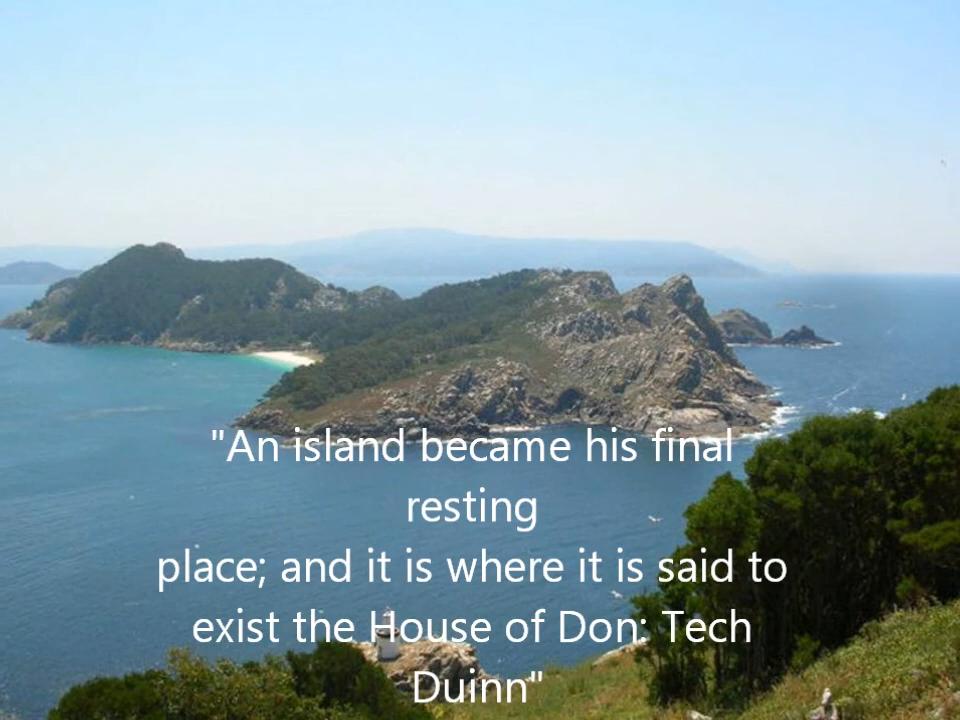 "An island became his final
resting
place; and it is where it is said to
exist the House of Don: Tech
Duinn"